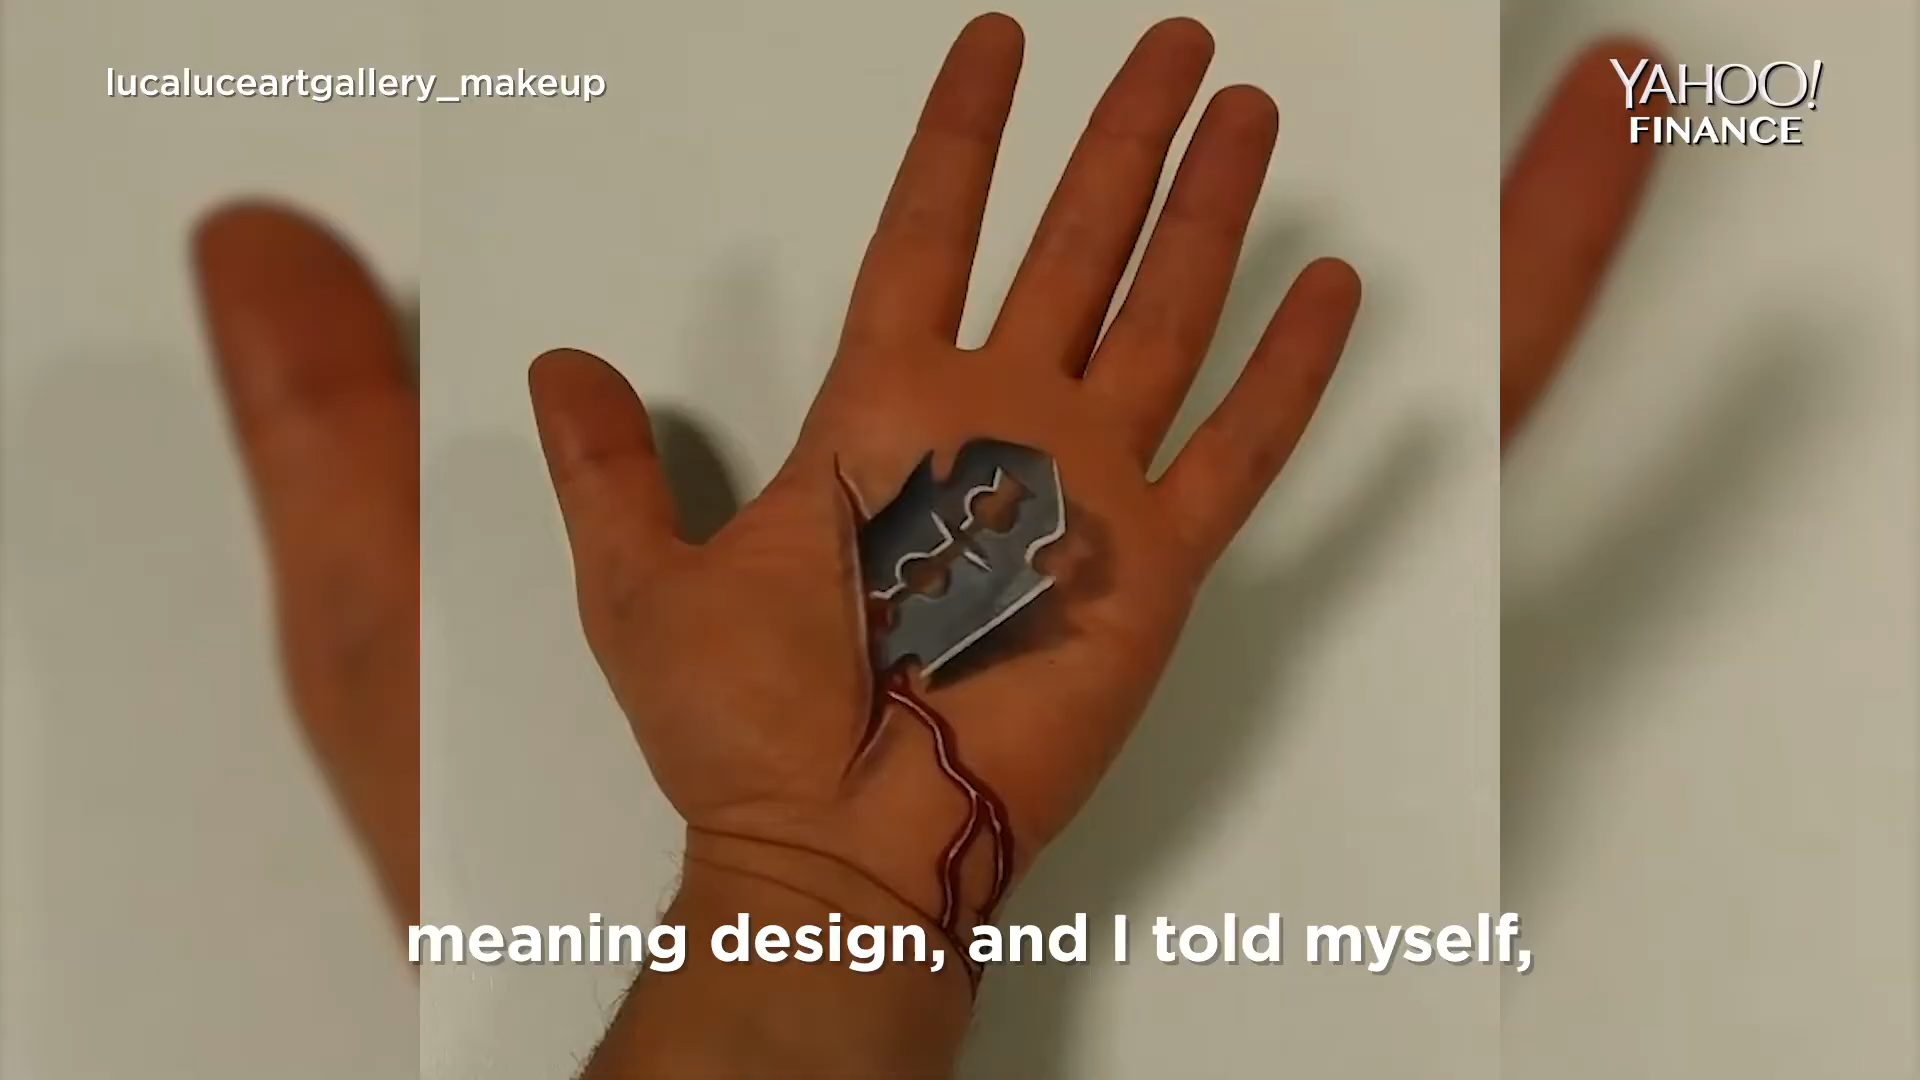 lucaluceartgallery_makeup
YAHOO!
FINANCE
meaning design, and I told myself,